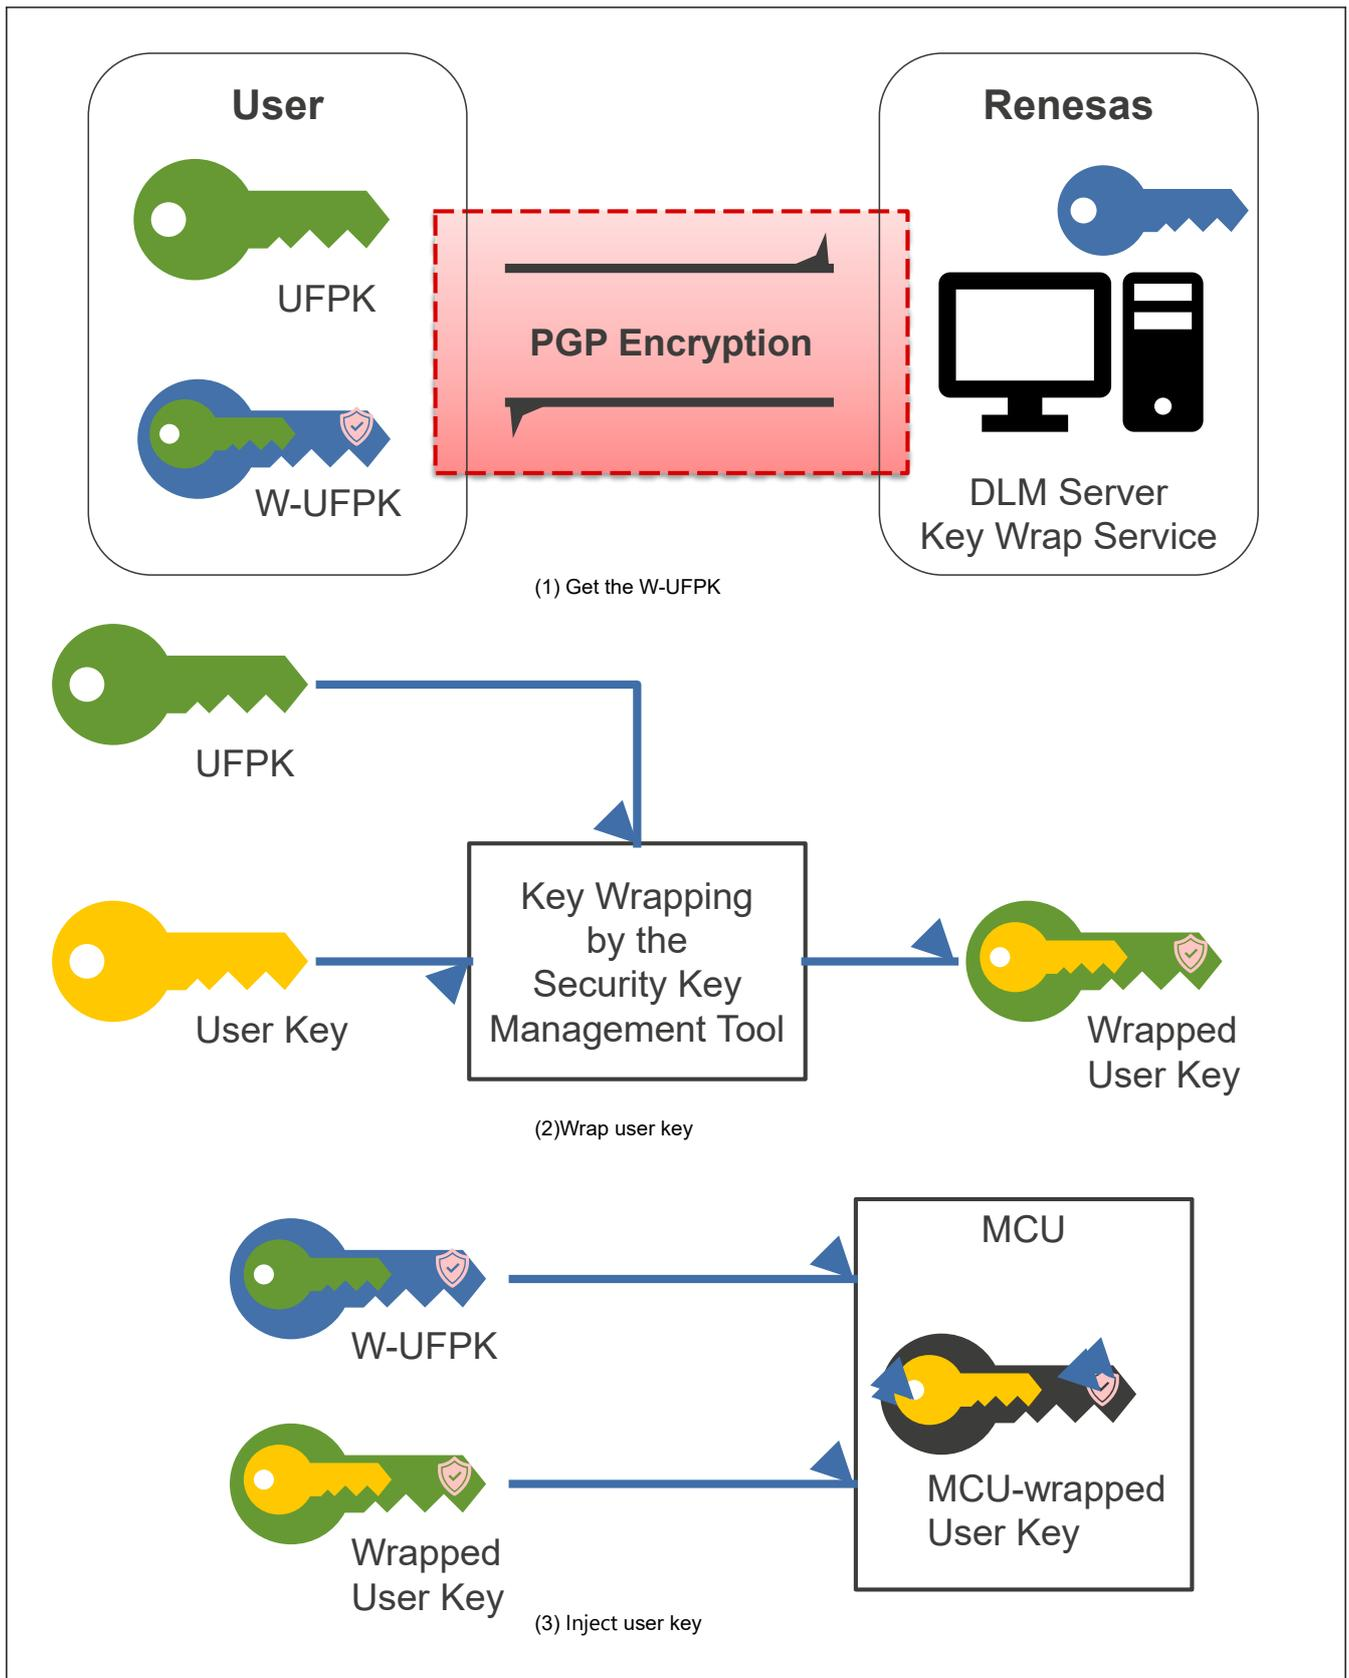 User
Renesas
UFPK
PGP Encryption
W-UFPK
DLM Server
Key Wrap Service
(1) Get the W-UFPK
UFPK
Key Wrapping
by the
Security Key
Management Tool
User Key
Wrapped
User Key
(2)Wrap user key
MCU
W-UFPK
MCU-wrapped
User Key
Wrapped
User Key
(3) Inject user key